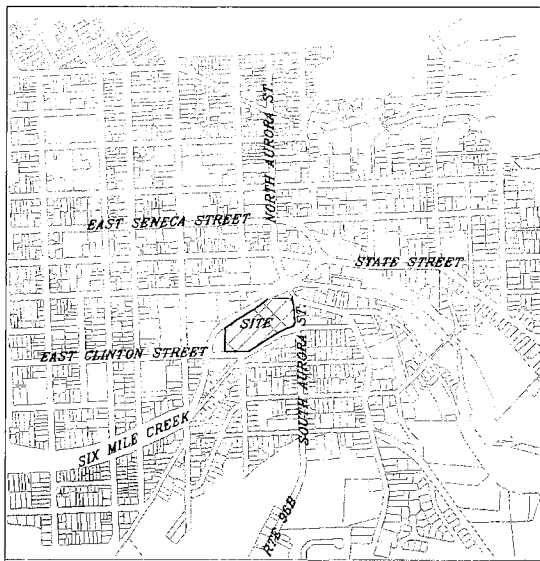 NORTH AURORA ST.
EAST SENECA STREET
STATE STREET
SITE
EAST CLINTON STREET
SOUTH AURORA ST.
SIX MILE CREEK
RTE 96B